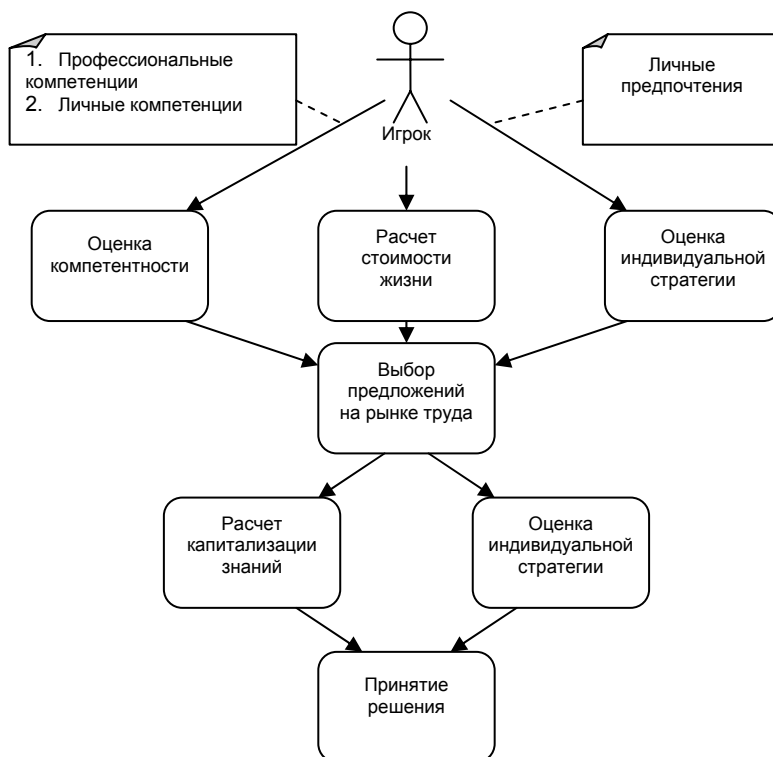 1. Профессиональные
компетенции
2. Личные компетенции
Личные
предпочтения
Игрок
Оценка
компетентности
Расчет
стоимости
жизни
Оценка
индивидуальной
стратегии
Выбор
предложений
на рынке труда
Расчет
капитализации
знаний
Оценка
индивидуальной
стратегии
Принятие
решения